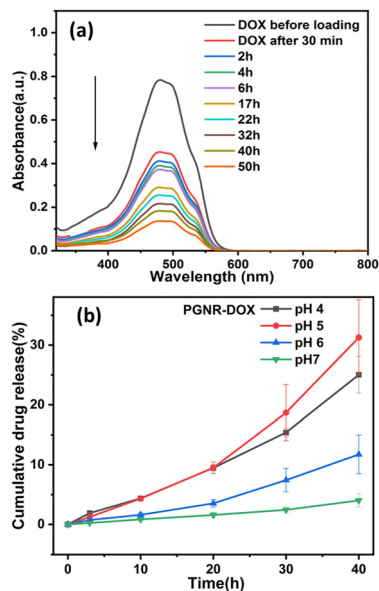 (a)
DOX before loading
DOX after 30 min
2h
4h
6h
17h
22h
32h
40h
50h
Absorbance(a.u.)
1.0
0.8
0.6
0.4
0.2
0.0
400 500 600 700 800
Wavelength (nm)
(b)
PGNR-DOX
pH 4
pH 5
pH 6
pH7
Cumulative drug release(%)
30
20
10
0
0 10 20 30 40
Time(h)